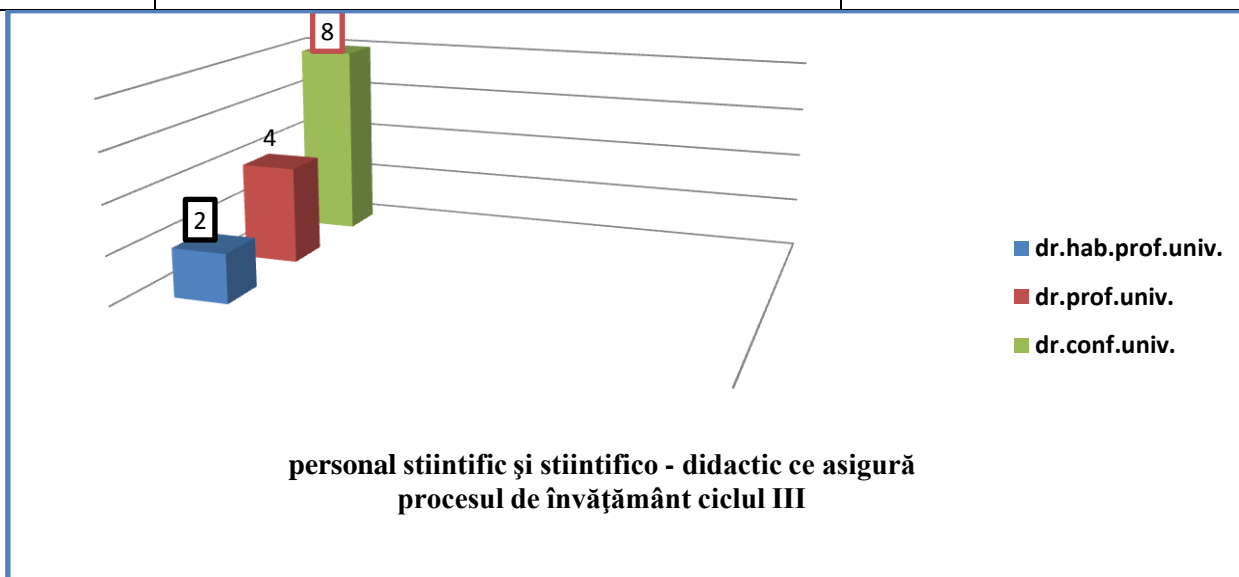 8
4
2
dr.hab.prof.univ.
dr.prof.univ.
dr.conf.univ.
personal stiintific şi stiintifico - didactic ce asigură
procesul de învăţământ ciclul III